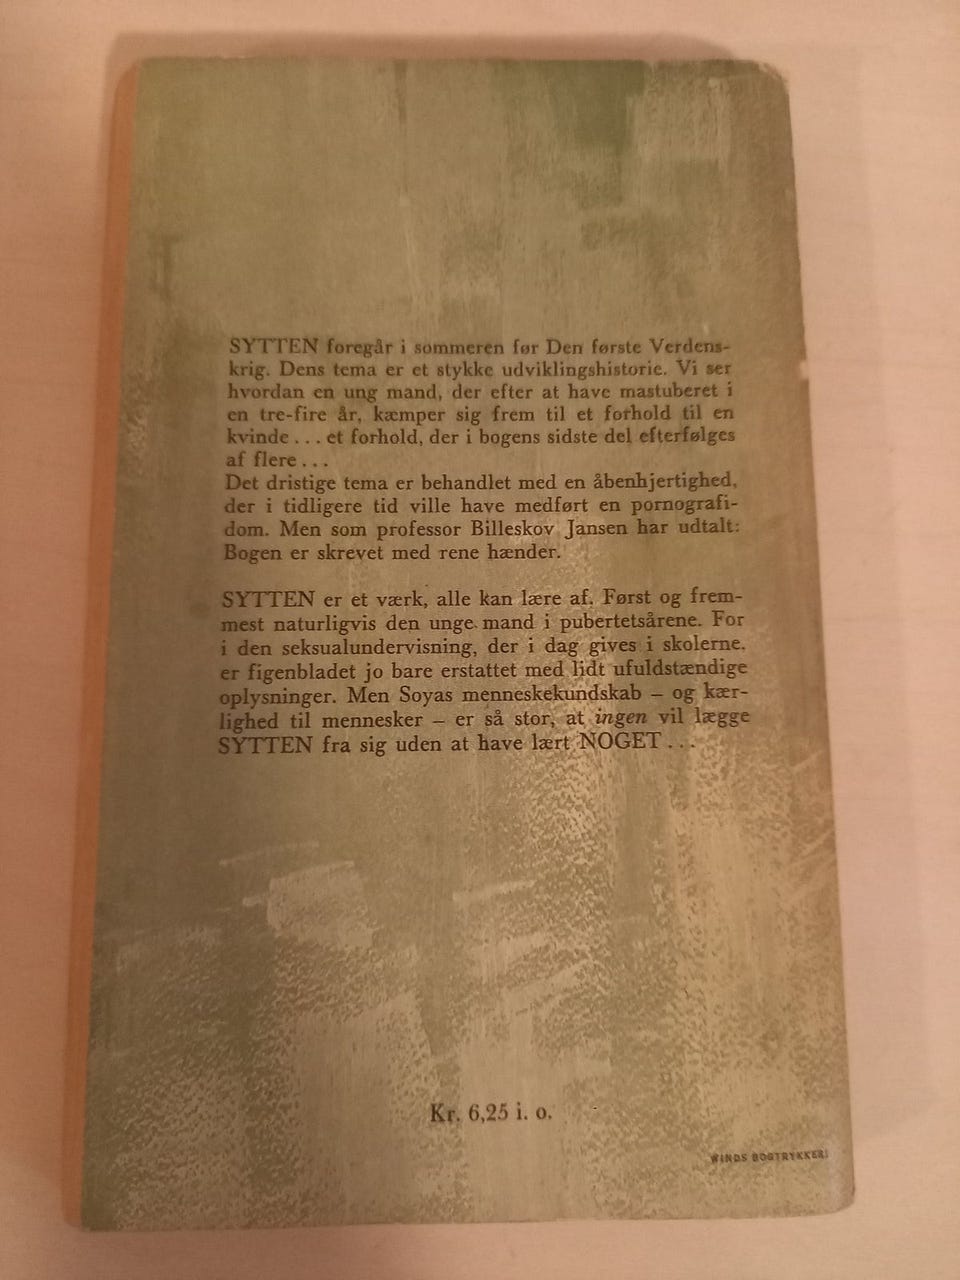 SYTTEN foregår i sommeren før Den første Verdens-
krig. Dens tema er et stykke udviklingshistorie. Vi ser
hvordan en ung mand, der efter at have mastuberet i
en tre-fire år, kæmper sig frem til et forhold til en
kvinde . . . et forhold, der i bogens sidste del efterfølges
af flere . . .
Det dristige tema er behandlet med en åbenhjertighed,
der i tidligere tid ville have medført en pornografi-
dom. Men som professor Billeskov Jansen har udtalt:
Bogen er skrevet med rene hænder.
SYTTEN er et værk, alle kan lære af. Først og frem-
mest naturligvis den unge mand i pubertetsårene. For
i den seksualundervisning, der i dag gives i skolerne,
er figenbladet jo bare erstattet med lidt ufuldstændige
oplysninger. Men Soyas menneskekundskab – og kær-
lighed til mennesker – er så stor, at ingen vil lægge
SYTTEN fra sig uden at have lært NOGET . . .
Kr. 6,25 i. o.
WINDS BOGTRYKKERI